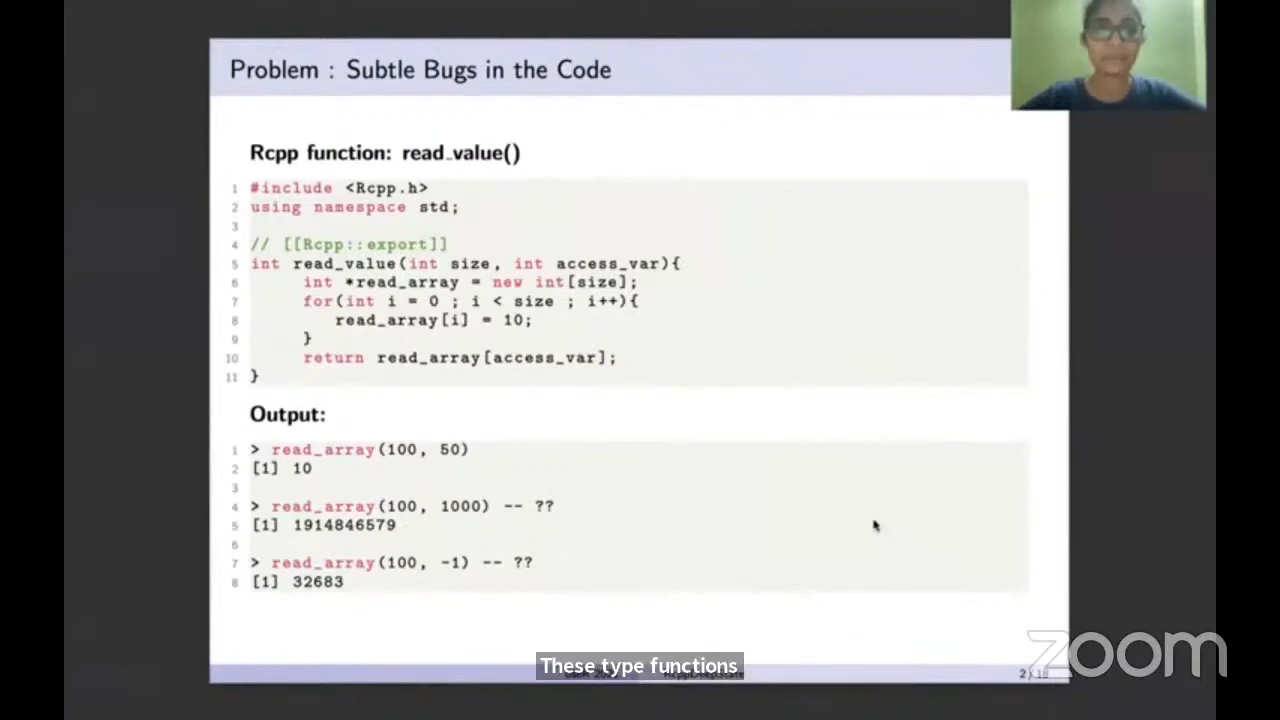 Problem : Subtle Bugs in the Code
Rcpp function: read_value()
1 #include <Rcpp.h>
2 using namespace std;
3
4 // [[Rcpp::export]]
5 int read_value(int size, int access_var){
6 int *read_array = new int[size];
7 for(int i = 0 ; i < size ; i++){
8 read_array[i] = 10;
9 }
10 return read_array[access_var];
11 }
Output:
1 > read_array(100, 50)
2 [1] 10
3
4 > read_array(100, 1000) -- ??
5 [1] 1914846579
6
7 > read_array(100, -1) -- ??
8 [1] 32683
These type functions
2 / 18
zoom